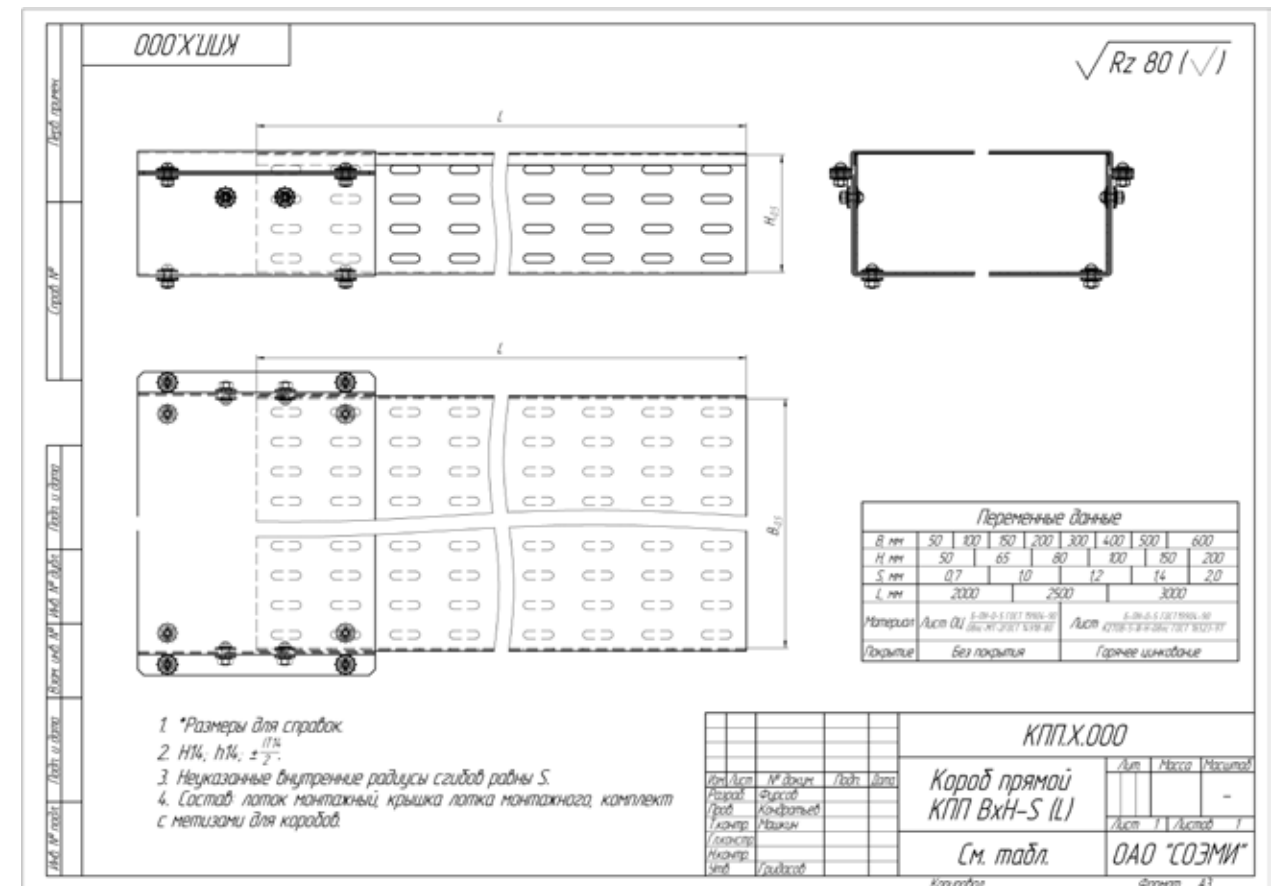 КПП.Х.000
Rz 80 (√)
L
H-0,5
L
B-0,5
Переменные данные
В, мм 50 100 150 200 300 400 500 600
Н, мм 50 65 80 100 150 200
S, мм 0,7 1,0 1,2 1,4 2,0
L, мм 2000 2500 3000
Материал Лист ОЦ Лист
Покрытие Без покрытия Горячее цинкование
1. *Размеры для справок.
2. H14; h14; ± IT14/2.
3. Неуказанные внутренние радиусы сгибов равны S.
4. Состав: лоток монтажный, крышка лотка монтажного, комплект
с метизами для коробов.
Перв. примен.
Справ. №
Подп. и дата
Инв. № дубл.
Взам. инв. №
Подп. и дата
Инв. № подл.
КПП.Х.000
Изм. Лист № докум. Подп. Дата
Разраб. Фурсов
Пров. Кондратьев
Т.контр. Машкин
Н.контр.
Утв. Гридасов
Короб прямой
КПП ВхН-S (L)
Лит. Масса Масштаб
-
Лист 1 Листов 1
См. табл.
ОАО "СОЭМИ"
Копировал
Формат А3